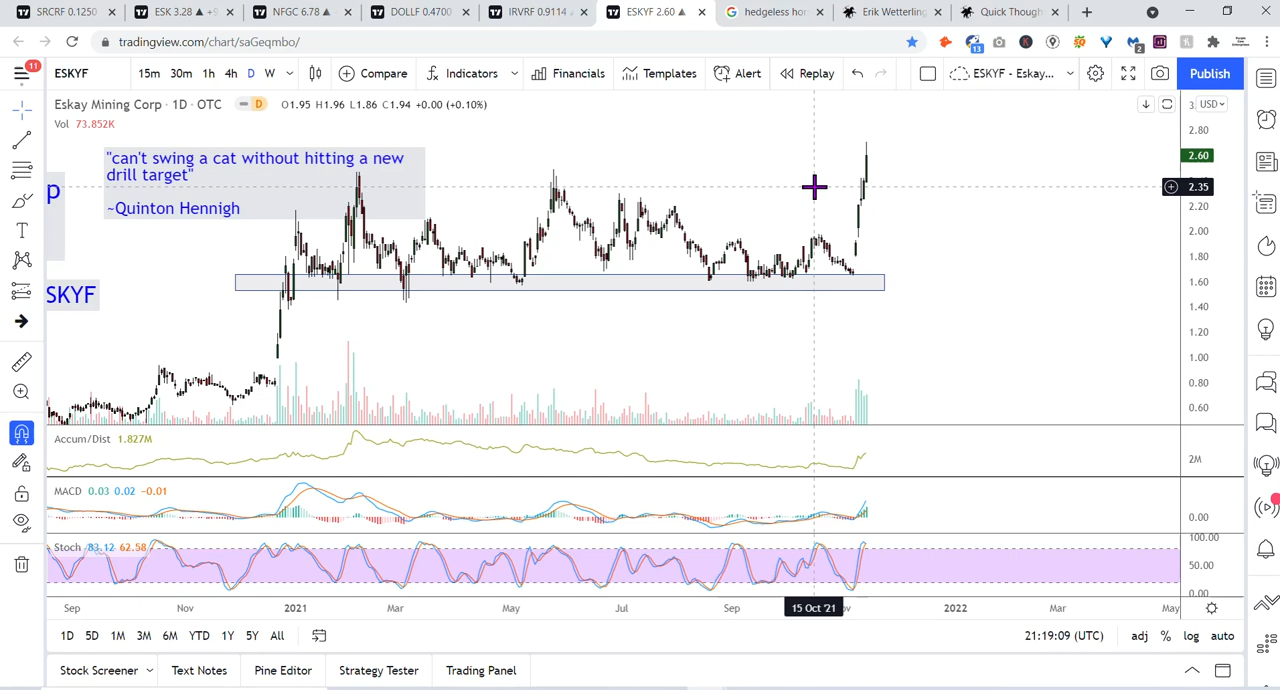 SRCRF 0.1250
ESK 3.28 ▲ +9
NFGC 6.78 ▲ +
DOLLF 0.4700
IRVRF 0.9114
ESKYF 2.60 ▲
hedgeless hor
Erik Wetterling
Quick Though
tradingview.com/chart/saGeqmbo/
13
2
11
ESKYF
15m 30m 1h 4h D W
Compare
Indicators
Financials
Templates
Alert
Replay
ESKYF - Eskay...
Publish
Eskay Mining Corp · 1D · OTC
D
O1.95 H1.96 L1.86 C1.94 +0.00 (+0.10%)
USD
Vol 73.852K
"can't swing a cat without hitting a new
drill target"
~Quinton Hennigh
p
SKYF
2.80
2.60
2.35
2.20
2.00
1.80
1.60
1.40
1.20
1.00
0.80
0.60
Accum/Dist 1.827M
2M
MACD 0.03 0.02 −0.01
0.00
Stoch 83.12 62.58
100.00
50.00
0.00
Sep Nov 2021 Mar May Jul Sep 15 Oct '21 2022 Mar May
1D 5D 1M 3M 6M YTD 1Y 5Y All
21:19:09 (UTC)
adj % log auto
Stock Screener
Text Notes
Pine Editor
Strategy Tester
Trading Panel